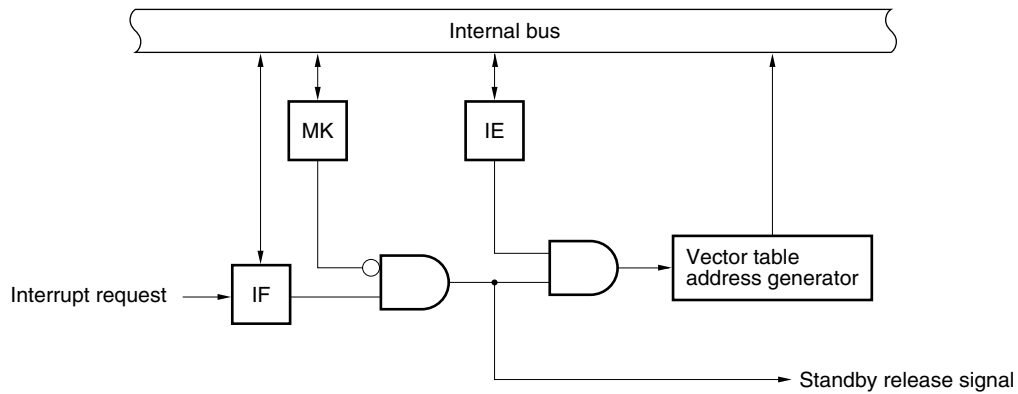 Internal bus
MK
IE
Vector table
address generator
Interrupt request
IF
Standby release signal